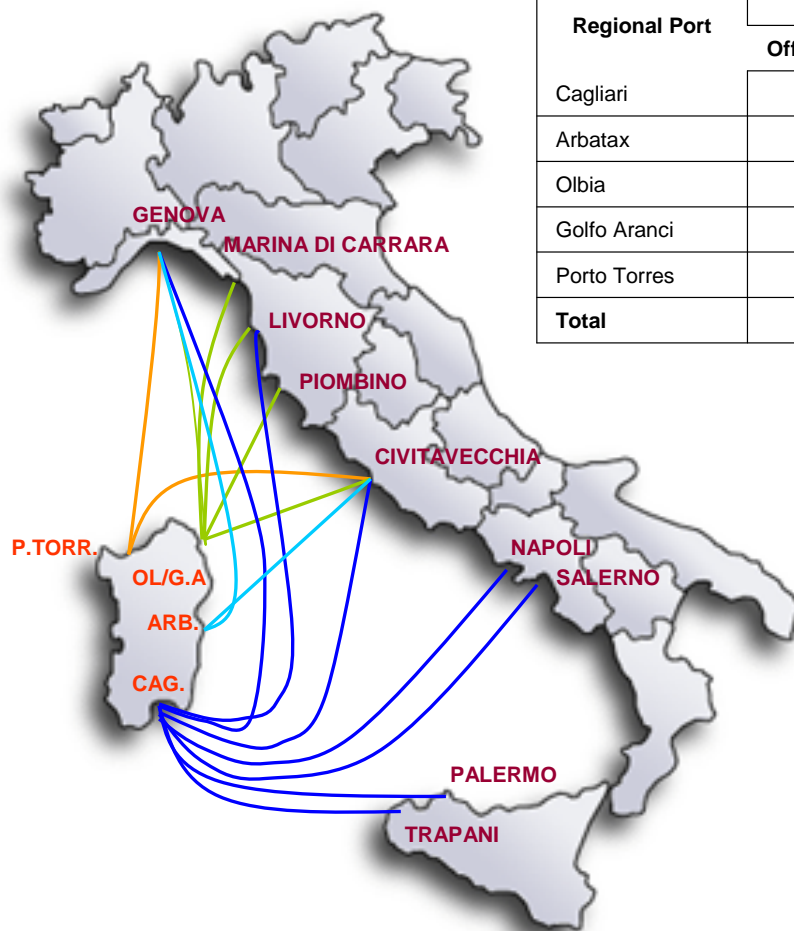 Regional Port
Off
Cagliari
Arbatax
Olbia
Golfo Aranci
Porto Torres
Total
GENOVA
MARINA DI CARRARA
LIVORNO
PIOMBINO
CIVITAVECCHIA
P.TORR.
NAPOLI
OL/G.A
SALERNO
ARB.
CAG.
PALERMO
TRAPANI